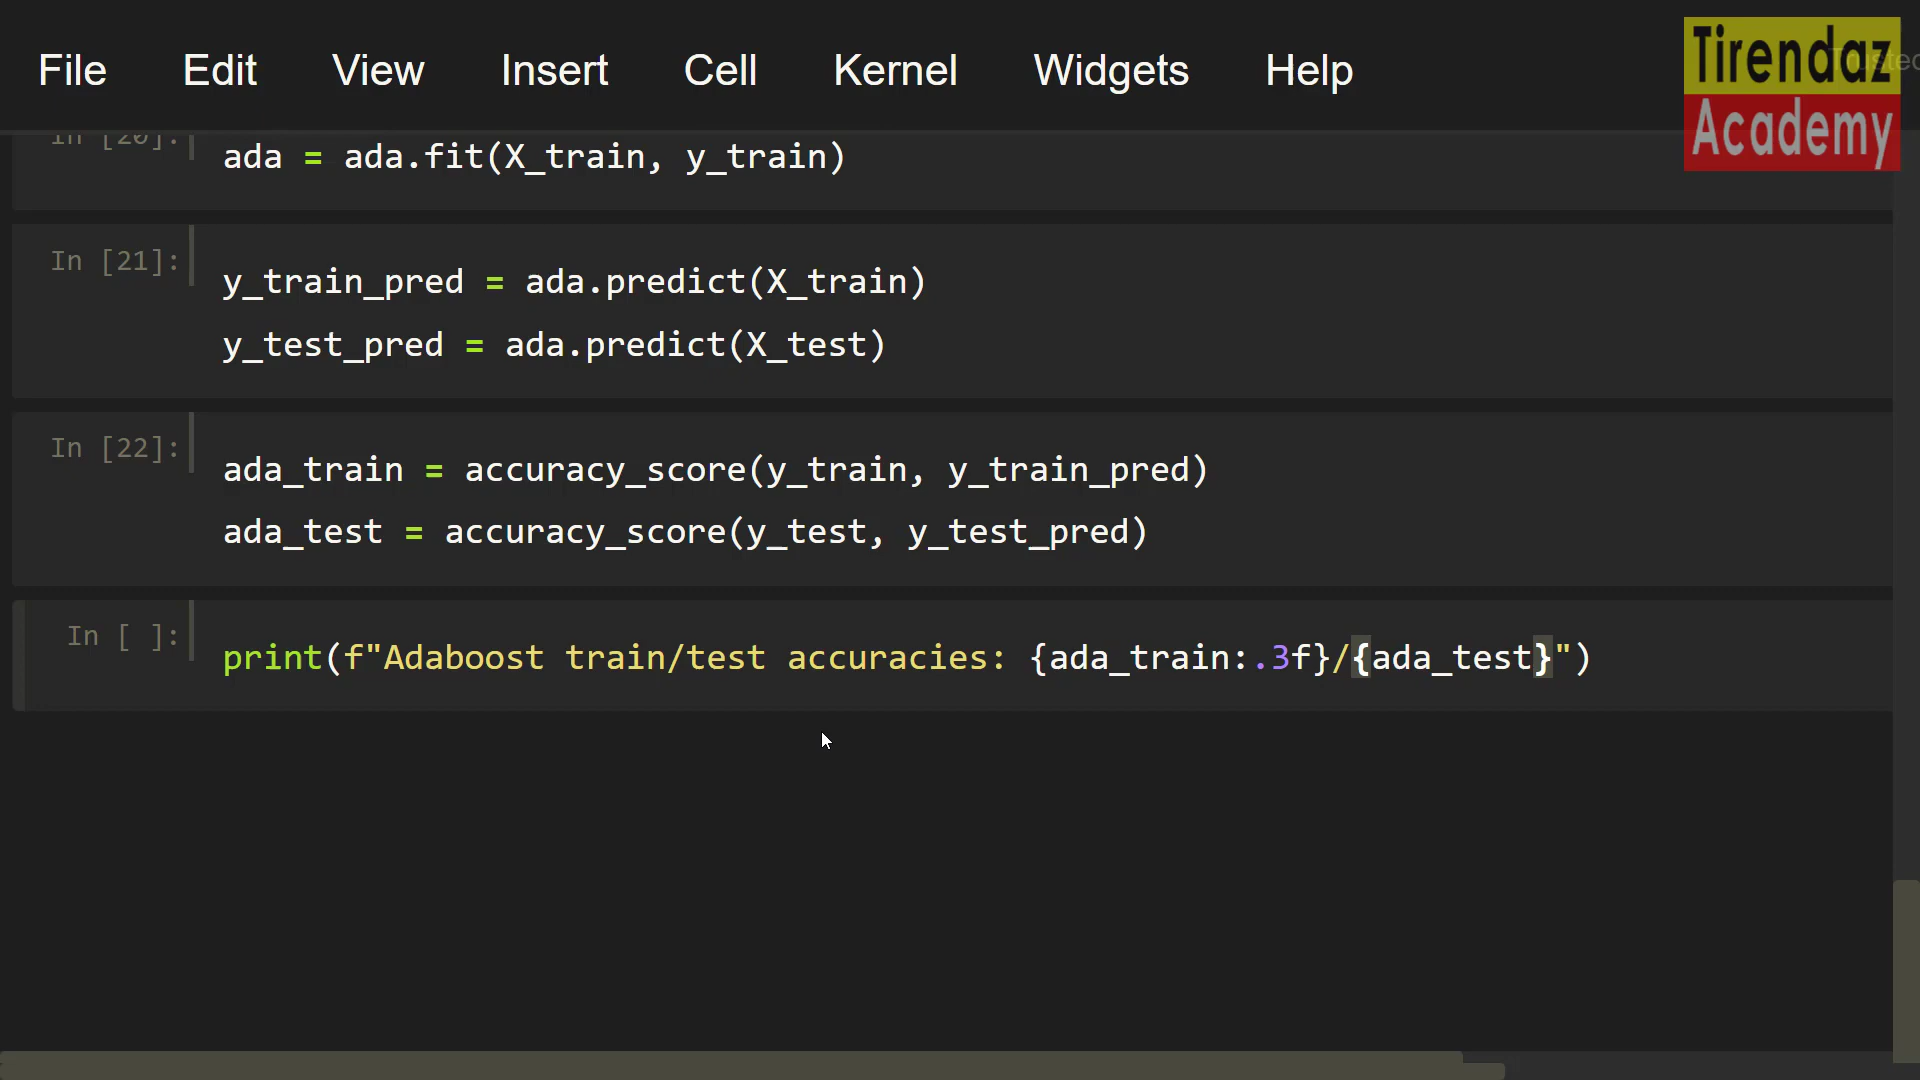 File Edit View Insert Cell Kernel Widgets Help
Tirendaz
Academy
In [20]:
ada = ada.fit(X_train, y_train)
In [21]:
y_train_pred = ada.predict(X_train)
y_test_pred = ada.predict(X_test)
In [22]:
ada_train = accuracy_score(y_train, y_train_pred)
ada_test = accuracy_score(y_test, y_test_pred)
In [ ]:
print(f"Adaboost train/test accuracies: {ada_train:.3f}/{ada_test}")